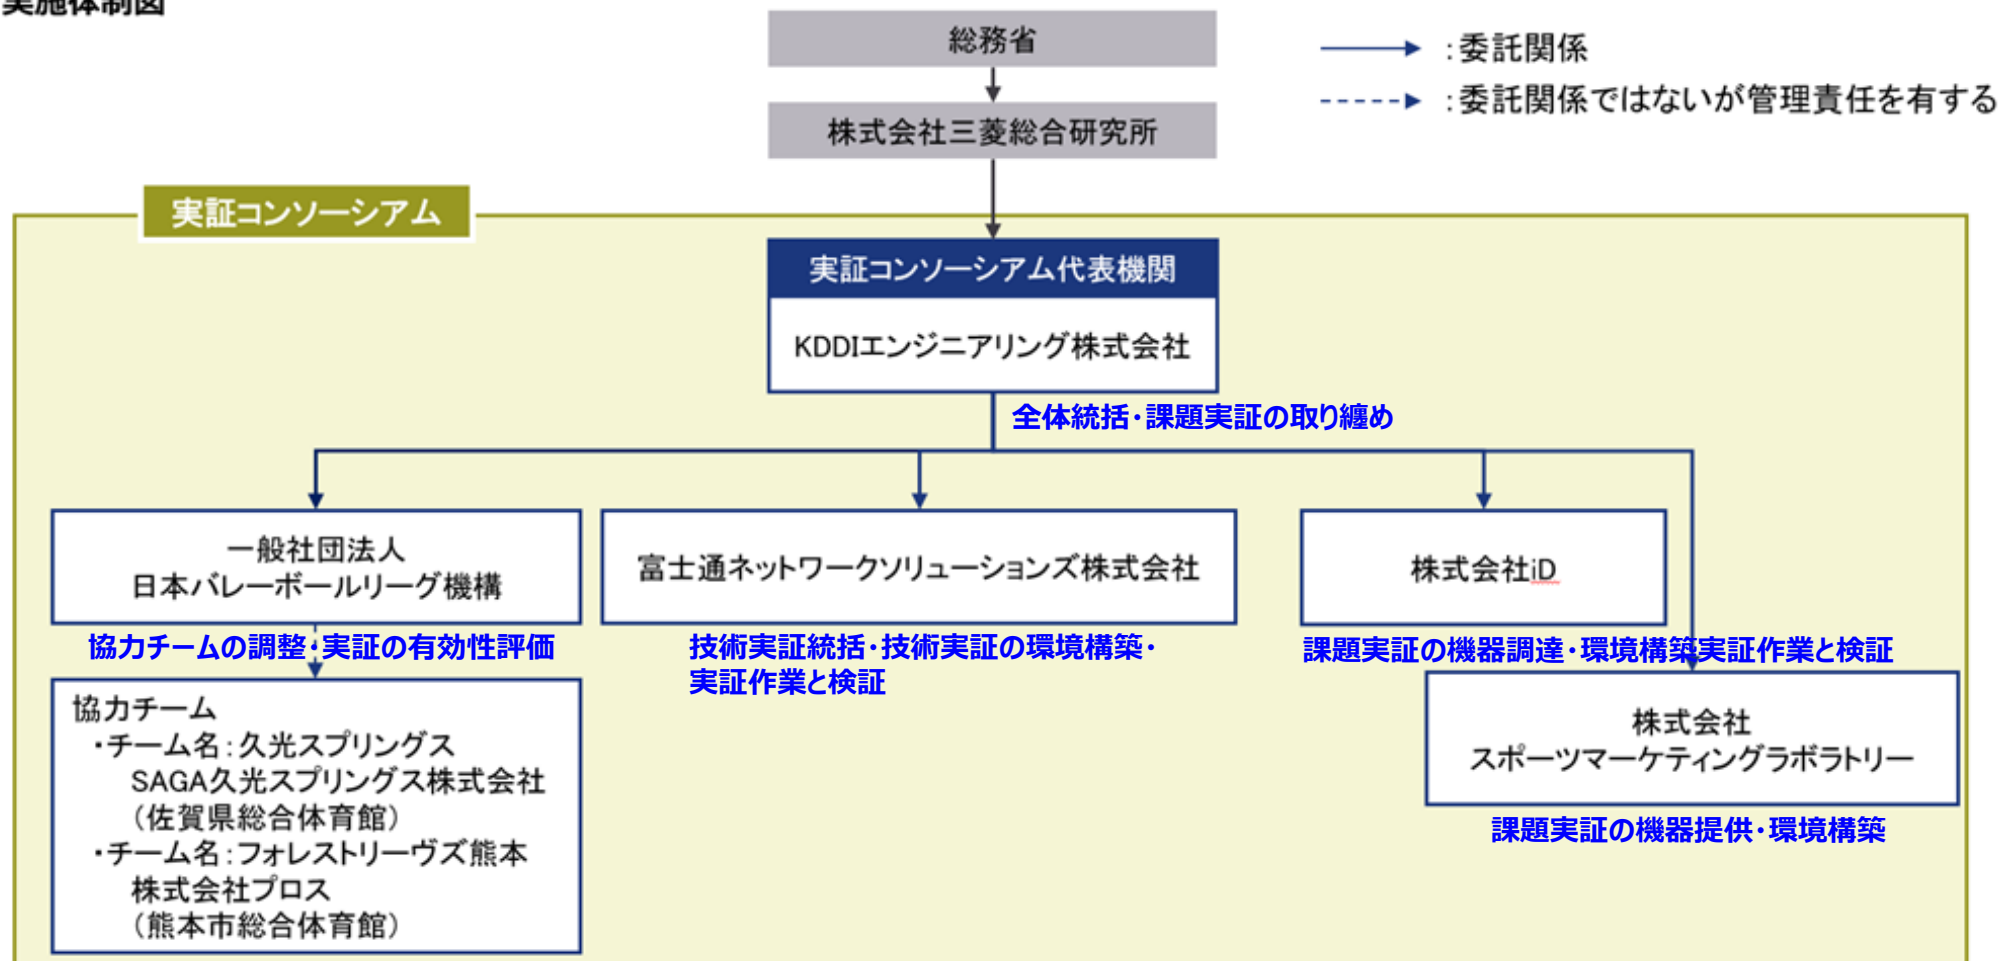 実施体制図
総務省
株式会社三菱総合研究所
:委託関係
:委託関係ではないが管理責任を有する
実証コンソーシアム
実証コンソーシアム代表機関
KDDIエンジニアリング株式会社
全体統括・課題実証の取り纏め
一般社団法人
日本バレーボールリーグ機構
協力チームの調整・実証の有効性評価
協力チーム
・チーム名:久光スプリングス
SAGA久光スプリングス株式会社
(佐賀県総合体育館)
・チーム名:フォレストリーヴズ熊本
株式会社プロス
(熊本市総合体育館)
富士通ネットワークソリューションズ株式会社
技術実証統括・技術実証の環境構築・
実証作業と検証
株式会社iD
課題実証の機器調達・環境構築実証作業と検証
株式会社
スポーツマーケティングラボラトリー
課題実証の機器提供・環境構築